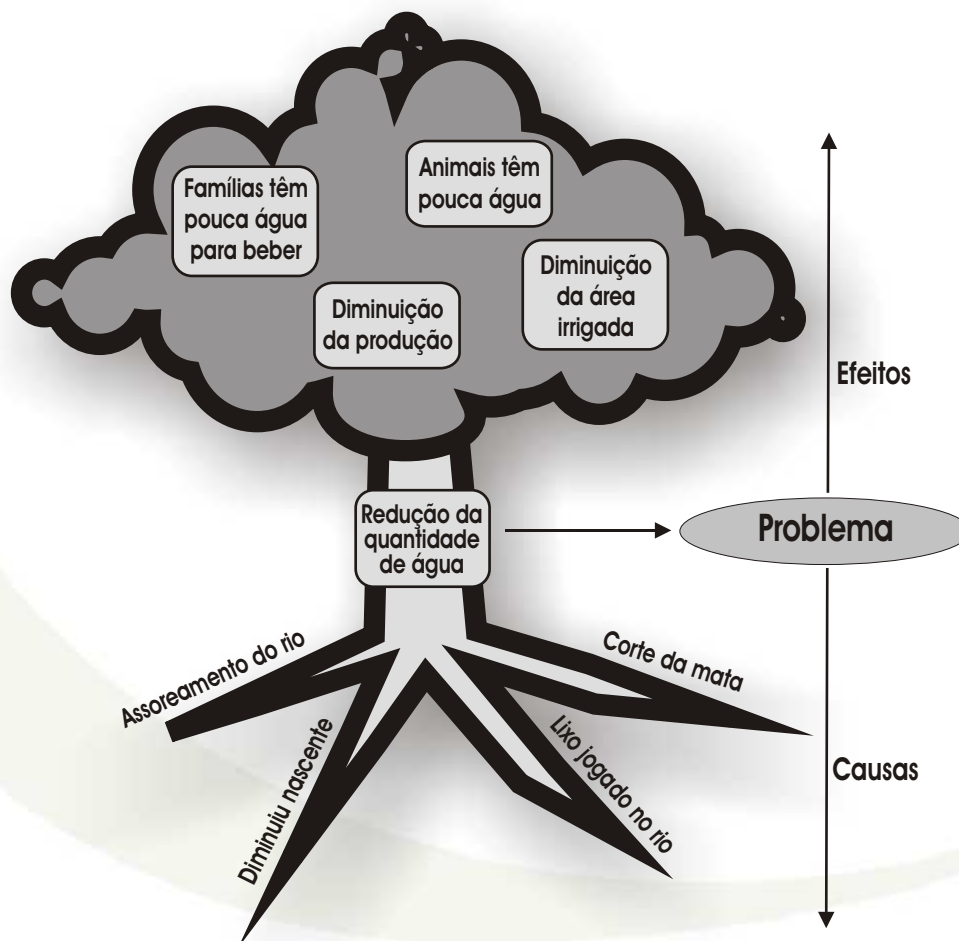 Famílias têm
pouca água
para beber
Animais têm
pouca água
Diminuição
da produção
Diminuição
da área
irrigada
Efeitos
Redução da
quantidade
de água
Problema
Assoreamento do rio
Diminuiu nascente
Lixo jogado no rio
Corte da mata
Causas